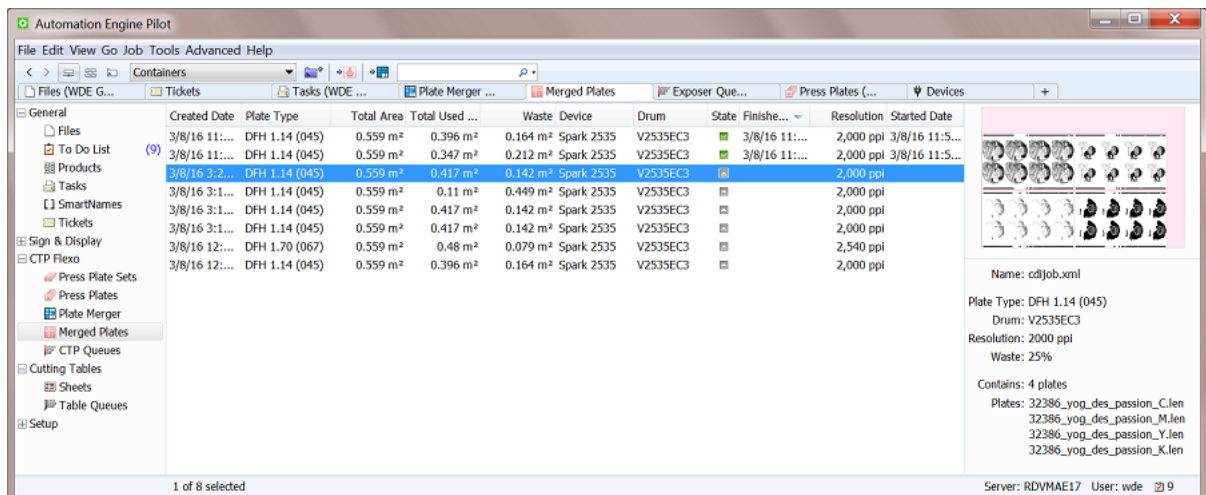 Automation Engine Pilot
File Edit View Go Job Tools Advanced Help
Containers
Files (WDE G... Tickets Tasks (WDE ... Plate Merger ... Merged Plates Exposer Que... Press Plates (... Devices +
General
Files
To Do List (9)
Products
Tasks
SmartNames
Tickets
Sign & Display
CTP Flexo
Press Plate Sets
Press Plates
Plate Merger
Merged Plates
CTP Queues
Cutting Tables
Sheets
Table Queues
Setup
Created Date Plate Type Total Area Total Used ... Waste Device Drum State Finishe... Resolution Started Date
3/8/16 11:... DFH 1.14 (045) 0.559 m² 0.396 m² 0.164 m² Spark 2535 V2535EC3 3/8/16 11:... 2,000 ppi 3/8/16 11:5...
3/8/16 11:... DFH 1.14 (045) 0.559 m² 0.347 m² 0.212 m² Spark 2535 V2535EC3 3/8/16 11:... 2,000 ppi 3/8/16 11:5...
3/8/16 3:2... DFH 1.14 (045) 0.559 m² 0.417 m² 0.142 m² Spark 2535 V2535EC3 2,000 ppi
3/8/16 3:1... DFH 1.14 (045) 0.559 m² 0.11 m² 0.449 m² Spark 2535 V2535EC3 2,000 ppi
3/8/16 3:1... DFH 1.14 (045) 0.559 m² 0.417 m² 0.142 m² Spark 2535 V2535EC3 2,000 ppi
3/8/16 3:1... DFH 1.14 (045) 0.559 m² 0.417 m² 0.142 m² Spark 2535 V2535EC3 2,000 ppi
3/8/16 12:... DFH 1.70 (067) 0.559 m² 0.48 m² 0.079 m² Spark 2535 V2535EC3 2,540 ppi
3/8/16 12:... DFH 1.14 (045) 0.559 m² 0.396 m² 0.164 m² Spark 2535 V2535EC3 2,000 ppi
Name: cdijob.xml
Plate Type: DFH 1.14 (045)
Drum: V2535EC3
Resolution: 2000 ppi
Waste: 25%
Contains: 4 plates
Plates: 32386_yog_des_passion_C.len
32386_yog_des_passion_M.len
32386_yog_des_passion_Y.len
32386_yog_des_passion_K.len
1 of 8 selected
Server: RDVMAE17 User: wde 9